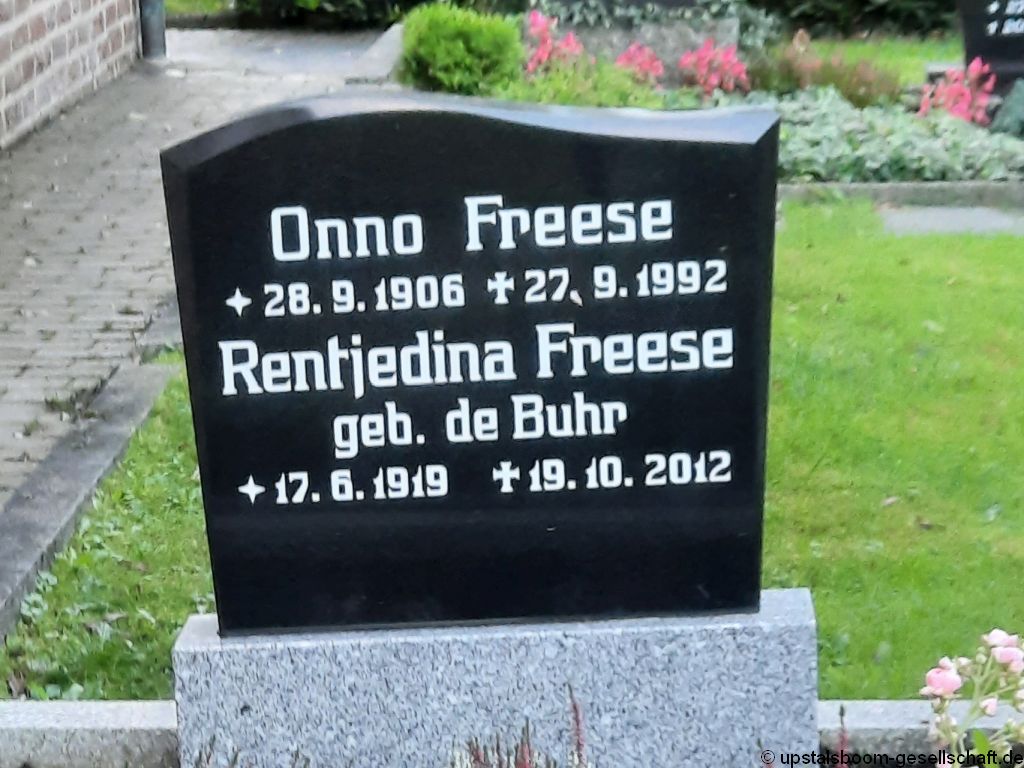 Onno Freese
✦ 28. 9. 1906 ✝ 27. 9. 1992
Rentjedina Freese
geb. de Buhr
✦ 17. 6. 1919 ✝ 19. 10. 2012
© upstalsboom-gesellschaft.de